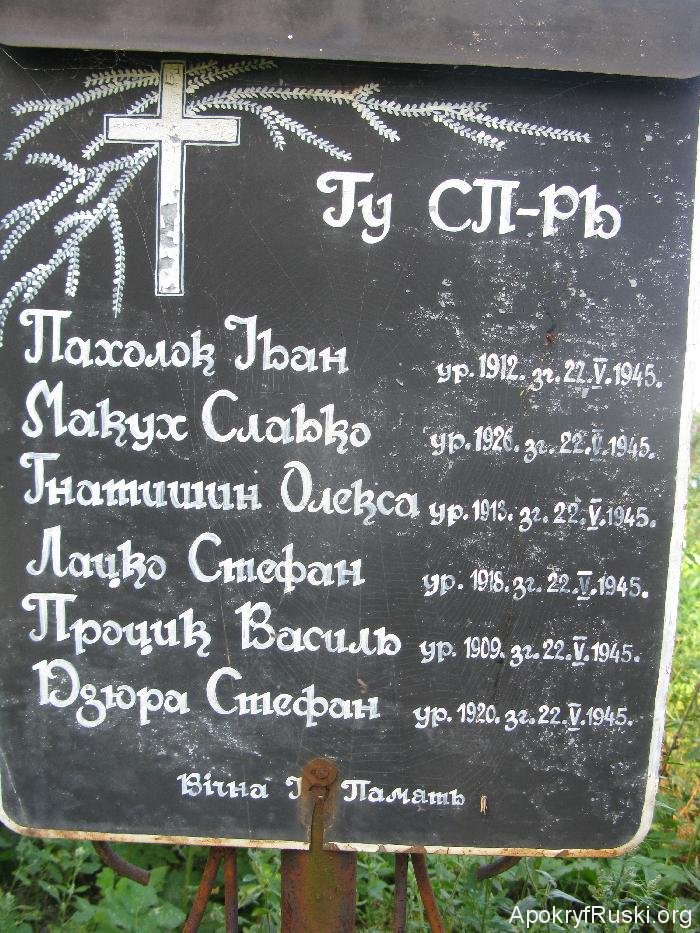 Ту СП-РЬ
Пахолок Іван ур. 1912. зг. 22.V.1945.
Макух Славко ур. 1926. зг. 22.V.1945.
Гнатишин Олекса ур. 1913. зг. 22.V.1945.
Лацко Стефан ур. 1918. зг. 22.V.1945.
Процик Василь ур. 1909. зг. 22.V.1945.
Дзюра Стефан ур. 1920. зг. 22.V.1945.
Вічна Їм Память
ApokryfRuski.org